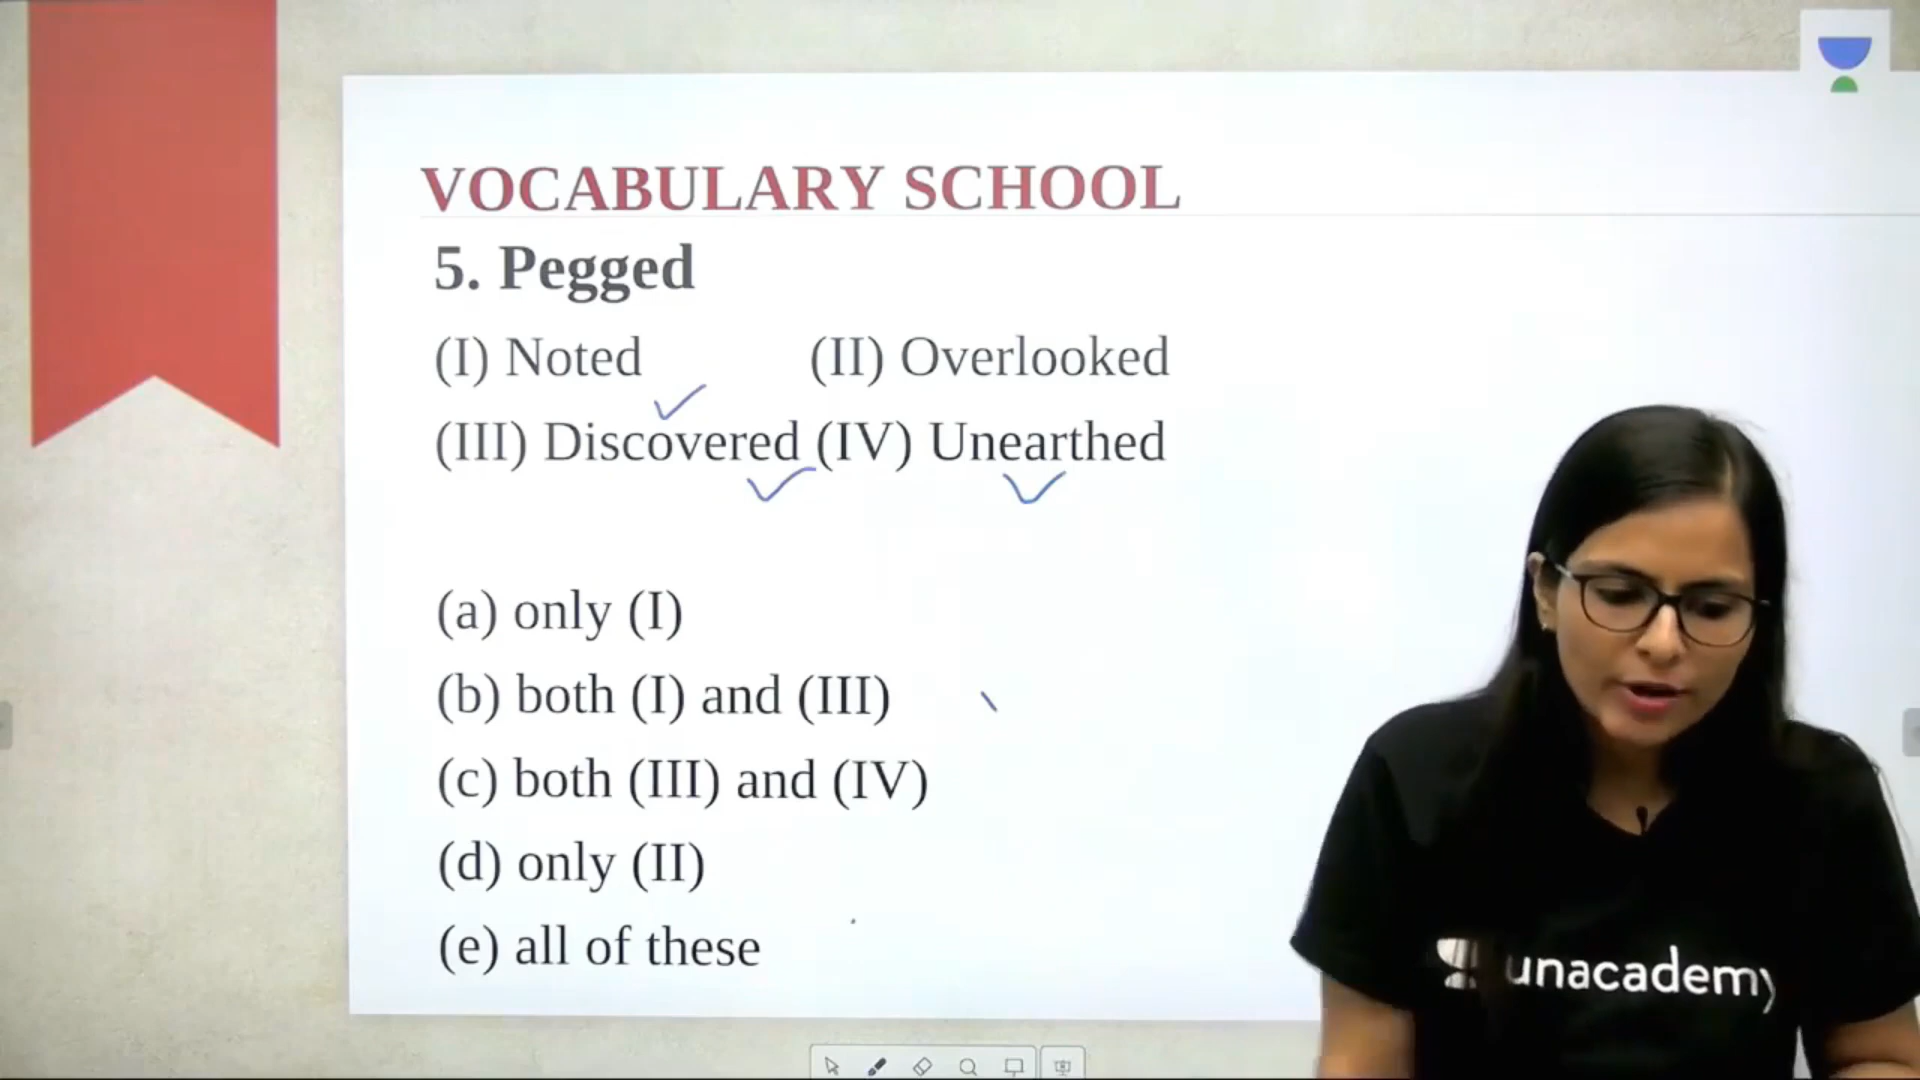 VOCABULARY SCHOOL
5. Pegged
(I) Noted (II) Overlooked
(III) Discovered (IV) Unearthed
(a) only (I)
(b) both (I) and (III)
(c) both (III) and (IV)
(d) only (II)
(e) all of these
unacademy